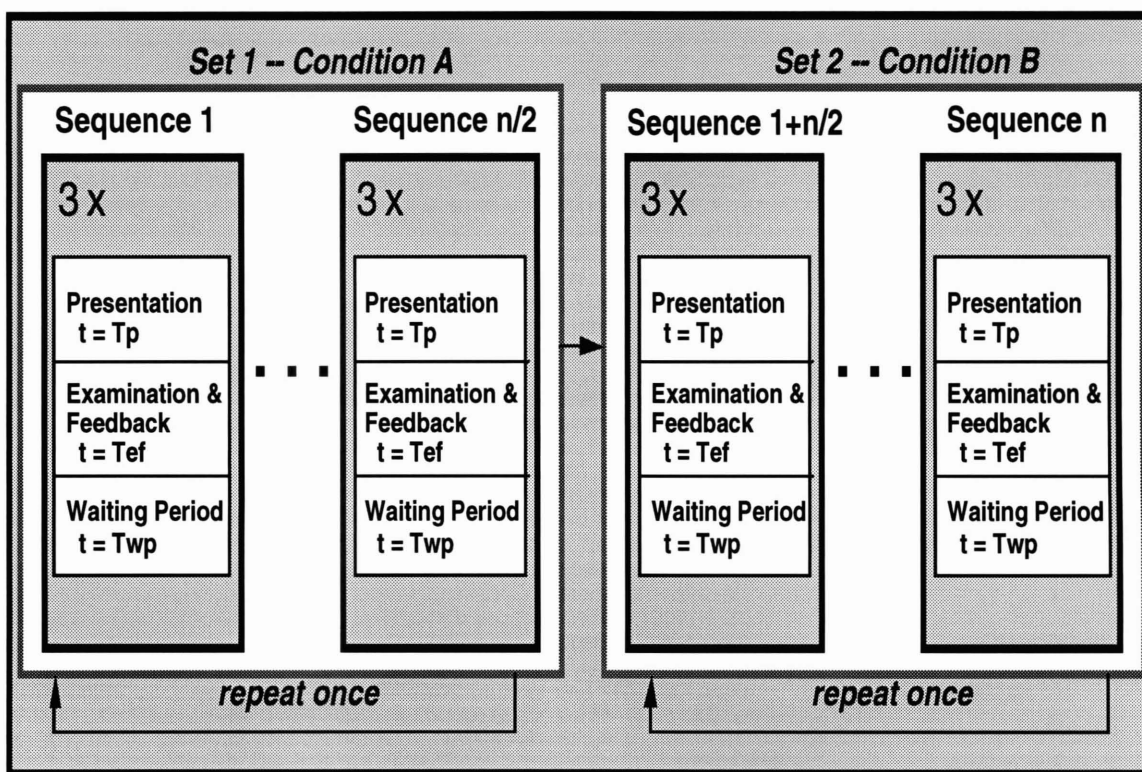 Set 1 -- Condition A
Sequence 1
3 x
Presentation
t = Tp
Examination &
Feedback
t = Tef
Waiting Period
t = Twp
. . .
Sequence n/2
3 x
Presentation
t = Tp
Examination &
Feedback
t = Tef
Waiting Period
t = Twp
repeat once
Set 2 -- Condition B
Sequence 1+n/2
3 x
Presentation
t = Tp
Examination &
Feedback
t = Tef
Waiting Period
t = Twp
. . .
Sequence n
3 x
Presentation
t = Tp
Examination &
Feedback
t = Tef
Waiting Period
t = Twp
repeat once